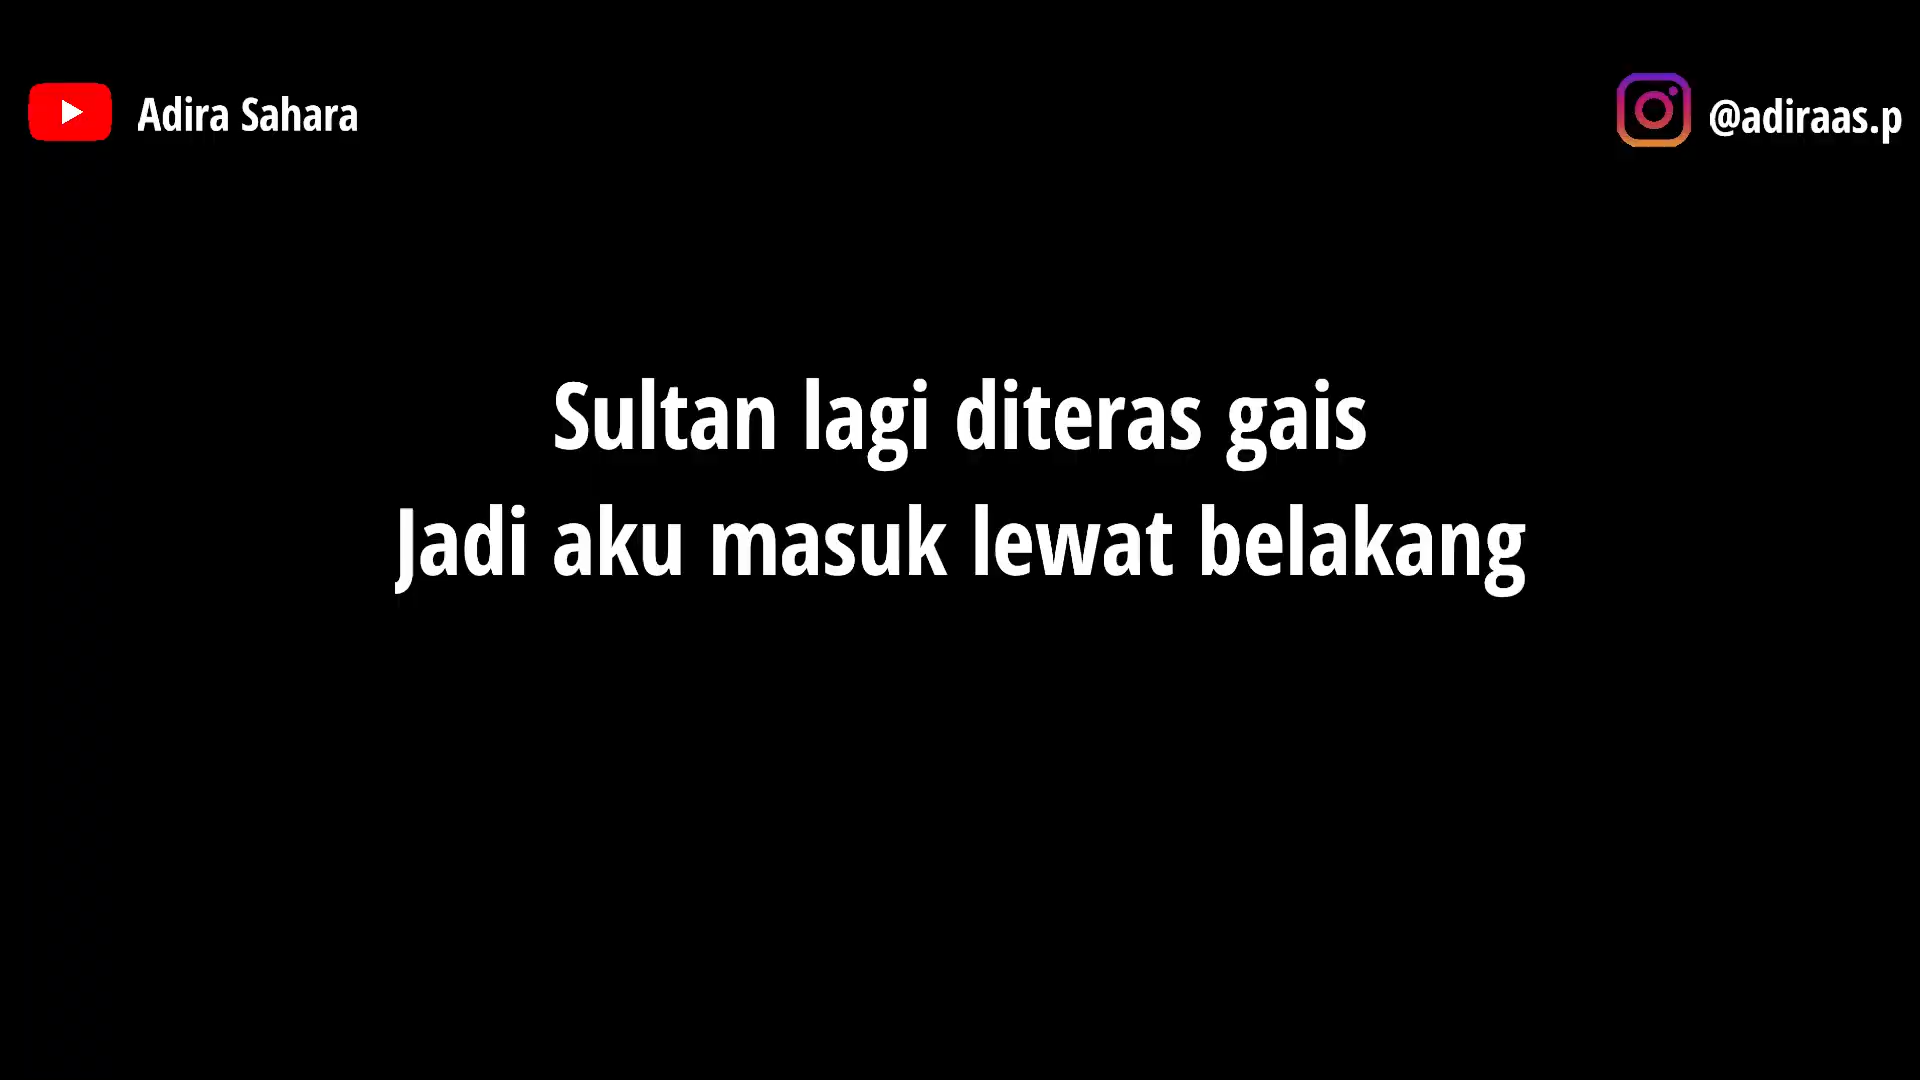 Adira Sahara
@adiraas.p
Sultan lagi diteras gais
Jadi aku masuk lewat belakang